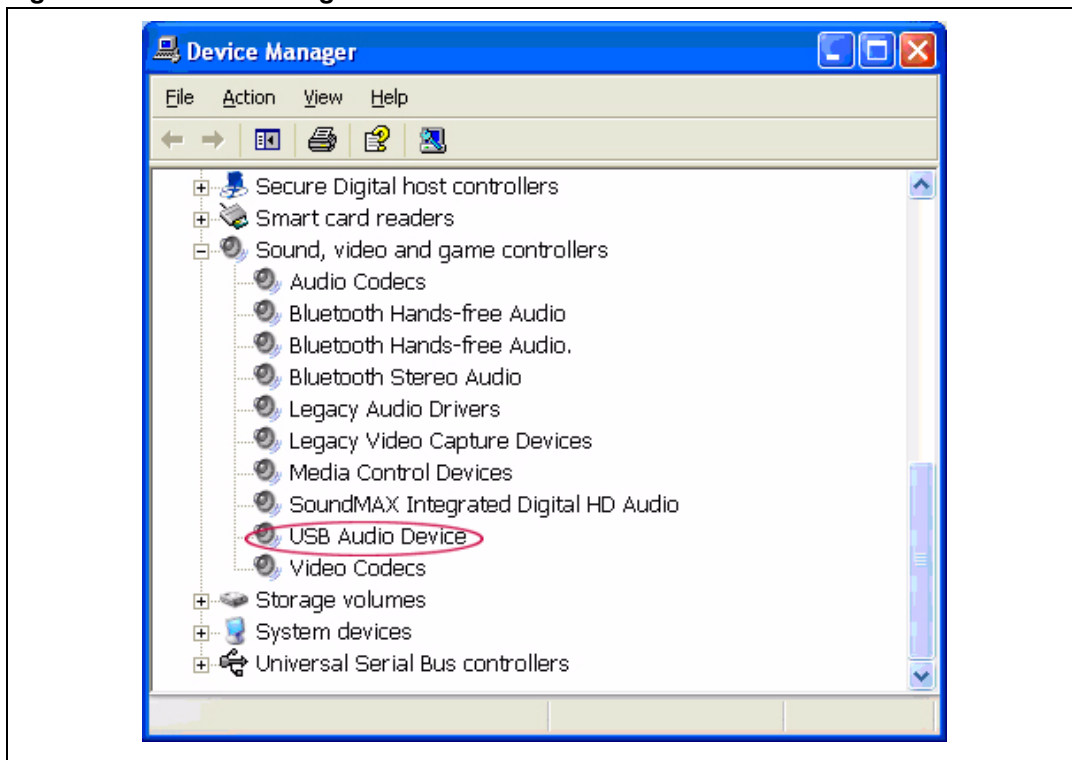 Device Manager
File Action View Help
Secure Digital host controllers
Smart card readers
Sound, video and game controllers
Audio Codecs
Bluetooth Hands-free Audio
Bluetooth Hands-free Audio.
Bluetooth Stereo Audio
Legacy Audio Drivers
Legacy Video Capture Devices
Media Control Devices
SoundMAX Integrated Digital HD Audio
USB Audio Device
Video Codecs
Storage volumes
System devices
Universal Serial Bus controllers